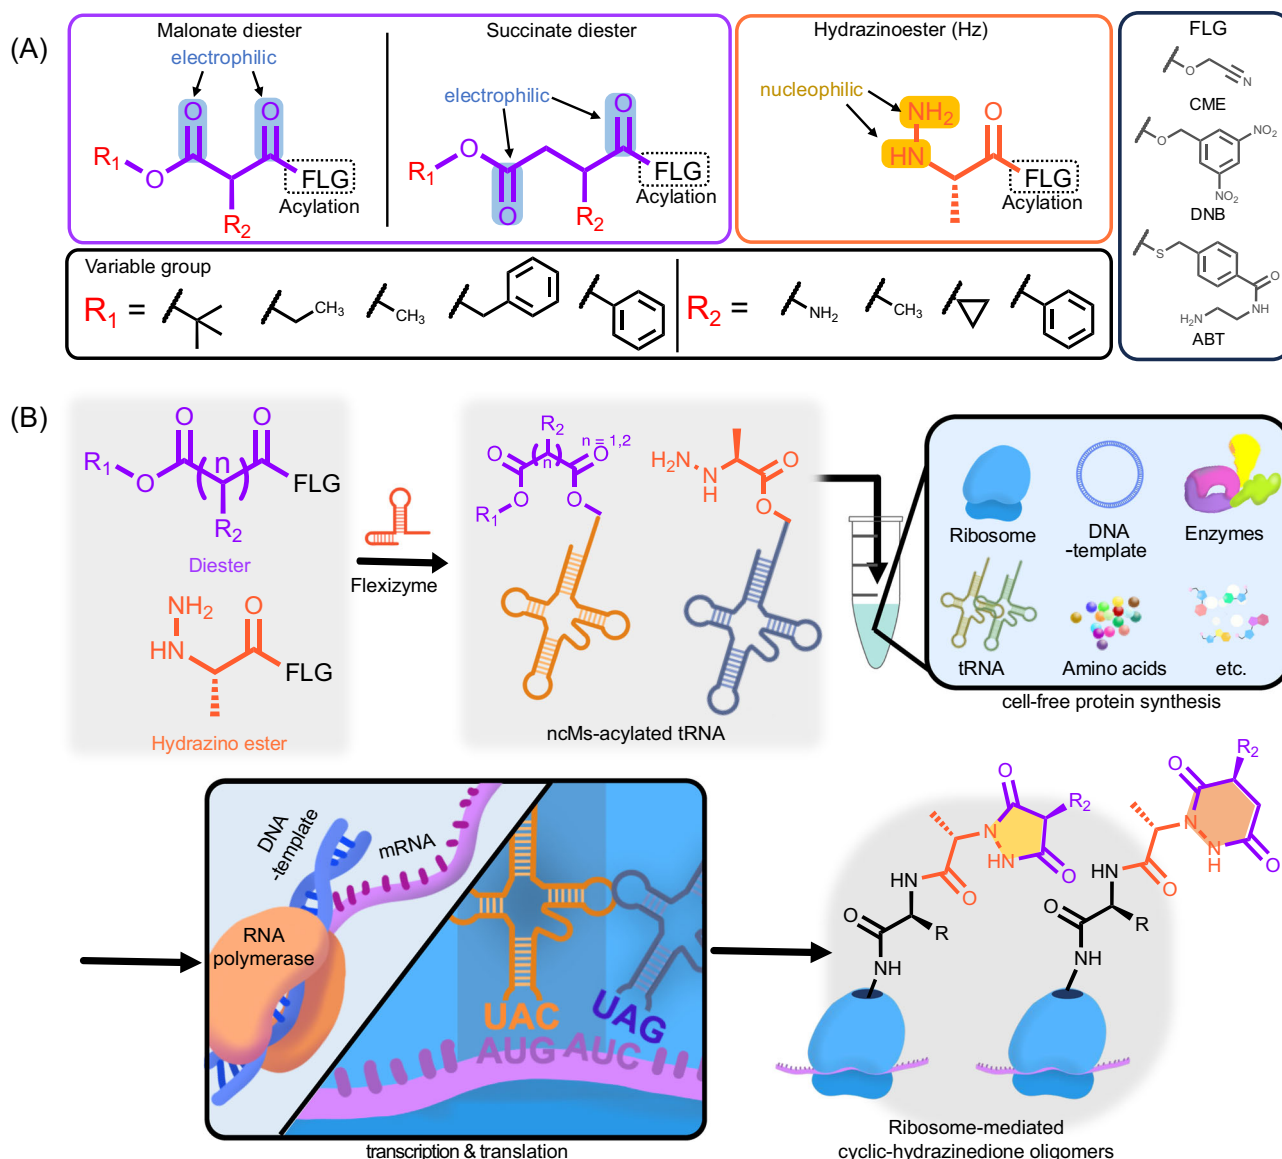 (A)
Malonate diester
electrophilic
O
O
R1
O
FLG
Acylation
R2
Succinate diester
electrophilic
O
O
R1
FLG
Acylation
O
R2
Hydrazinoester (Hz)
nucleophilic
NH2
O
HN
FLG
Acylation
FLG
O
N
CME
NO2
O
NO2
DNB
S
O
H2N
NH
ABT
Variable group
R1 =
CH3
CH3
R2 =
NH2
CH3
(B)
O
O
R1
O
n
FLG
R2
Diester
NH2
O
HN
FLG
Hydrazino ester
Flexizyme
R2
n = 1,2
O
n
O
O
O
R1
H2N
N
H
O
O
ncMs-acylated tRNA
Ribosome
DNA
-template
Enzymes
tRNA
Amino acids
etc.
cell-free protein synthesis
DNA
-template
mRNA
RNA
polymerase
UAC
UAG
AUG AUC
transcription & translation
O
R2
N
HN
O
HN
O
O
R
NH
R2
O
N
N
H
O
HN
O
O
R
NH
Ribosome-mediated
cyclic-hydrazinedione oligomers